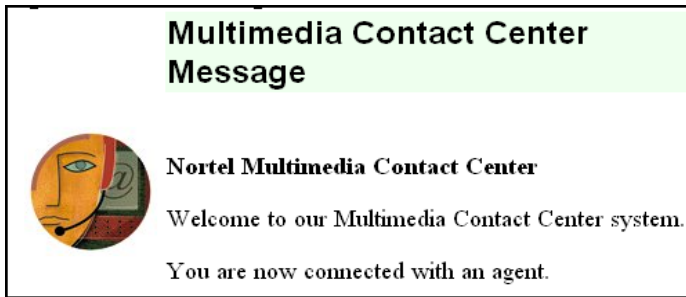 Multimedia Contact Center
Message
@
Nortel Multimedia Contact Center
Welcome to our Multimedia Contact Center system.
You are now connected with an agent.